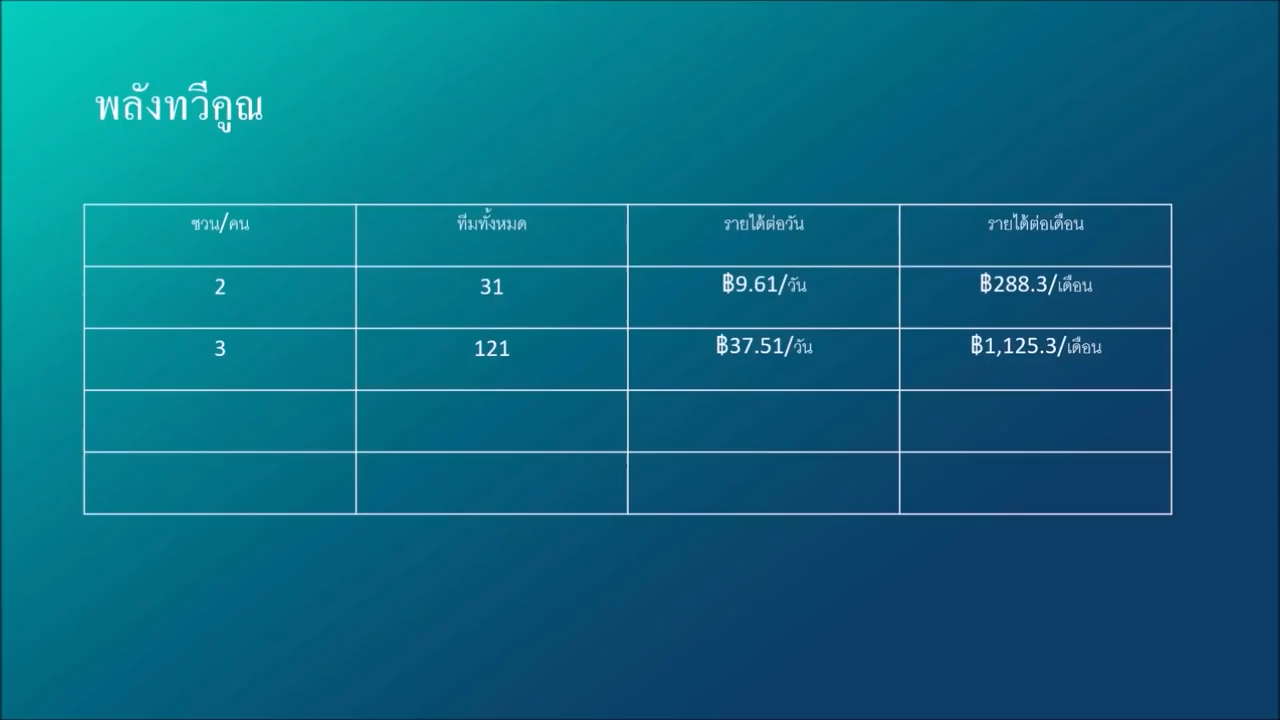 พลังทวีคูณ
ชวน/คน ทีมทั้งหมด รายได้ต่อวัน รายได้ต่อเดือน
2 31 ฿9.61/วัน ฿288.3/เดือน
3 121 ฿37.51/วัน ฿1,125.3/เดือน